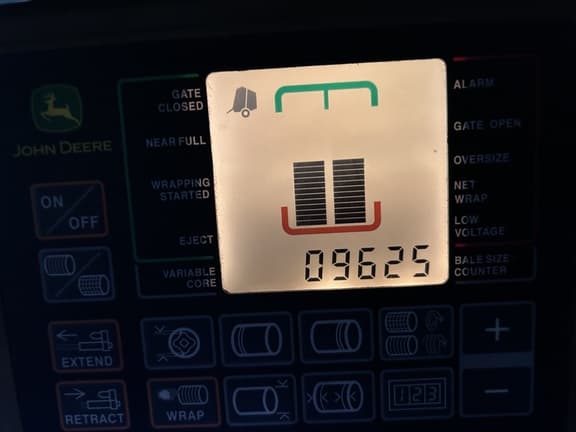 GATE
CLOSED
NEAR FULL
WRAPPING
STARTED
EJECT
VARIABLE
CORE
JOHN DEERE
ON
OFF
EXTEND
RETRACT
WRAP
09625
ALARM
GATE OPEN
OVERSIZE
NET
WRAP
LOW
VOLTAGE
BALE SIZE
COUNTER
123
+
−